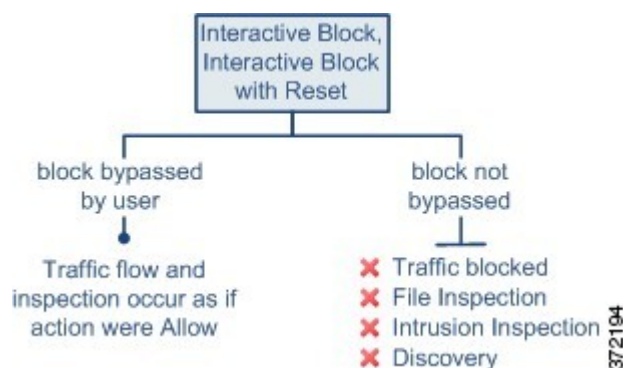 Interactive Block,
Interactive Block
with Reset
block bypassed
by user
Traffic flow and
inspection occur as if
action were Allow
block not
bypassed
Traffic blocked
File Inspection
Intrusion Inspection
Discovery
372194